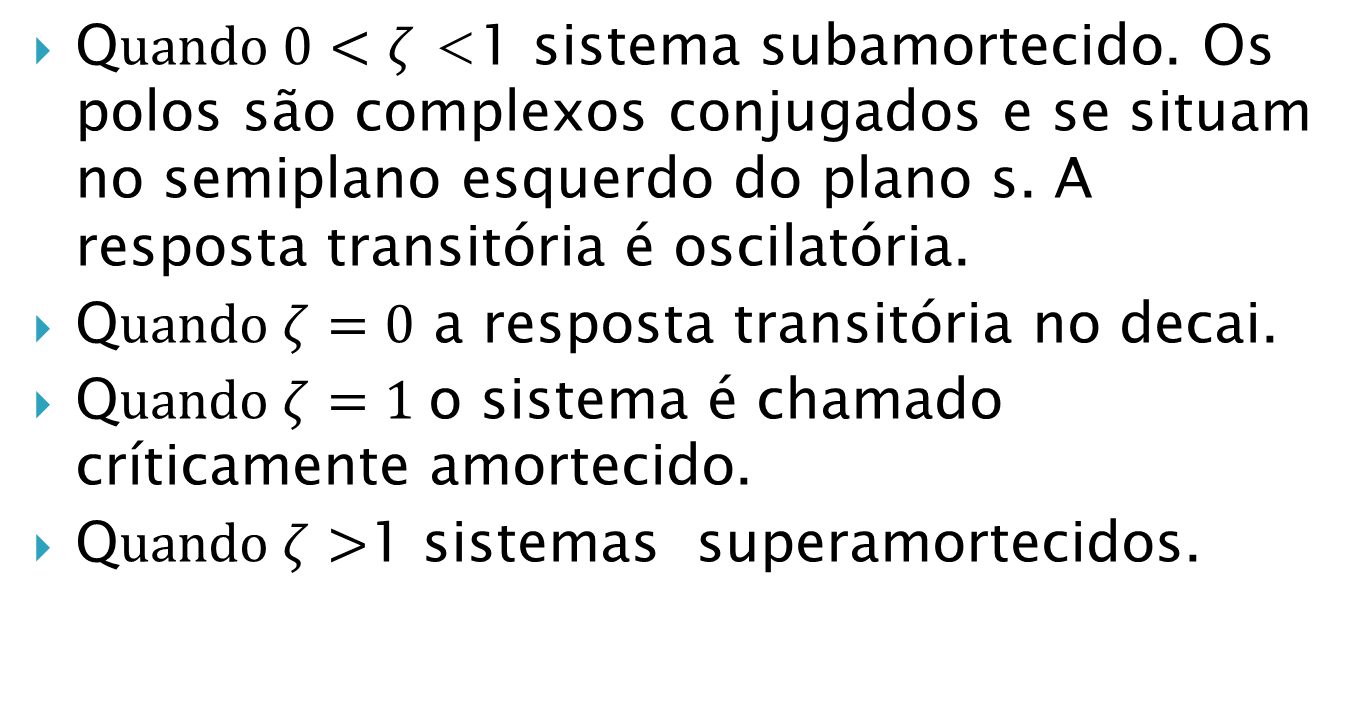 Quando 0 < ζ <1 sistema subamortecido. Os
polos são complexos conjugados e se situam
no semiplano esquerdo do plano s. A
resposta transitória é oscilatória.
Quando ζ = 0 a resposta transitória no decai.
Quando ζ = 1 o sistema é chamado
críticamente amortecido.
Quando ζ >1 sistemas superamortecidos.